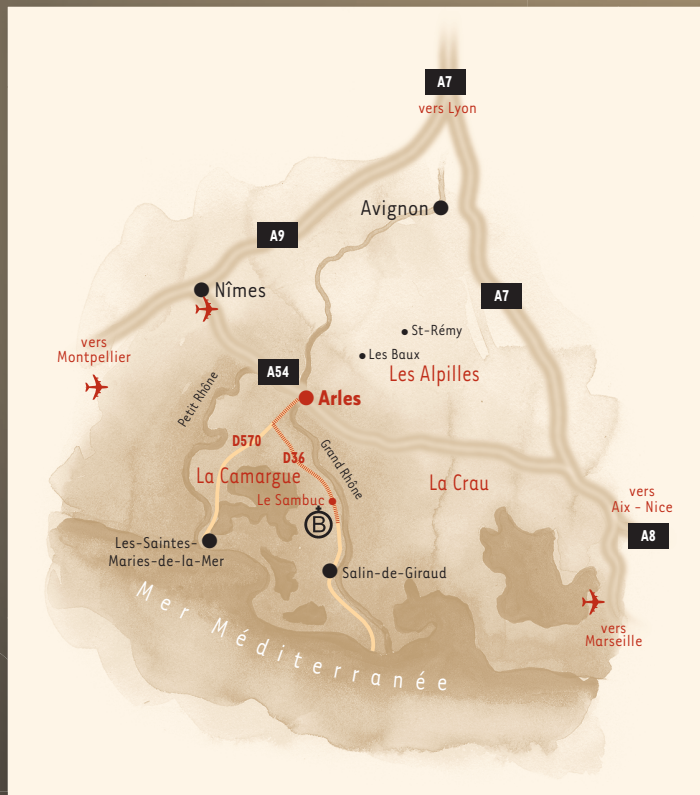 A7
vers Lyon
Avignon
A9
Nîmes
A7
St-Rémy
vers
Montpellier
Les Baux
A54
Les Alpilles
Petit Rhône
Arles
D570
D36
Grand Rhône
La Camargue
La Crau
Le Sambuc
vers
Aix - Nice
B
A8
Les-Saintes-
Maries-de-la-Mer
Salin-de-Giraud
Mer Méditerranée
vers
Marseille